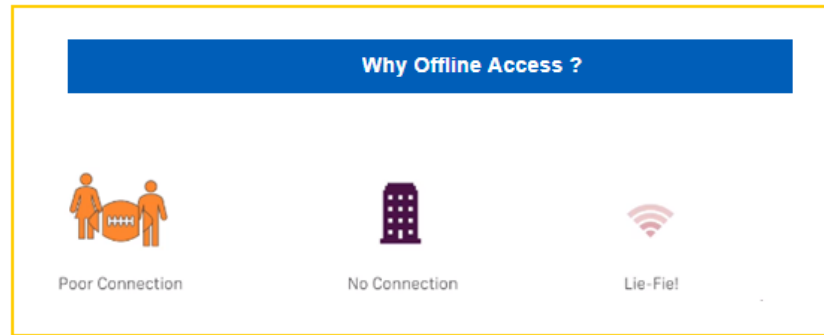 Why Offline Access ?
Poor Connection
No Connection
Lie-Fie!